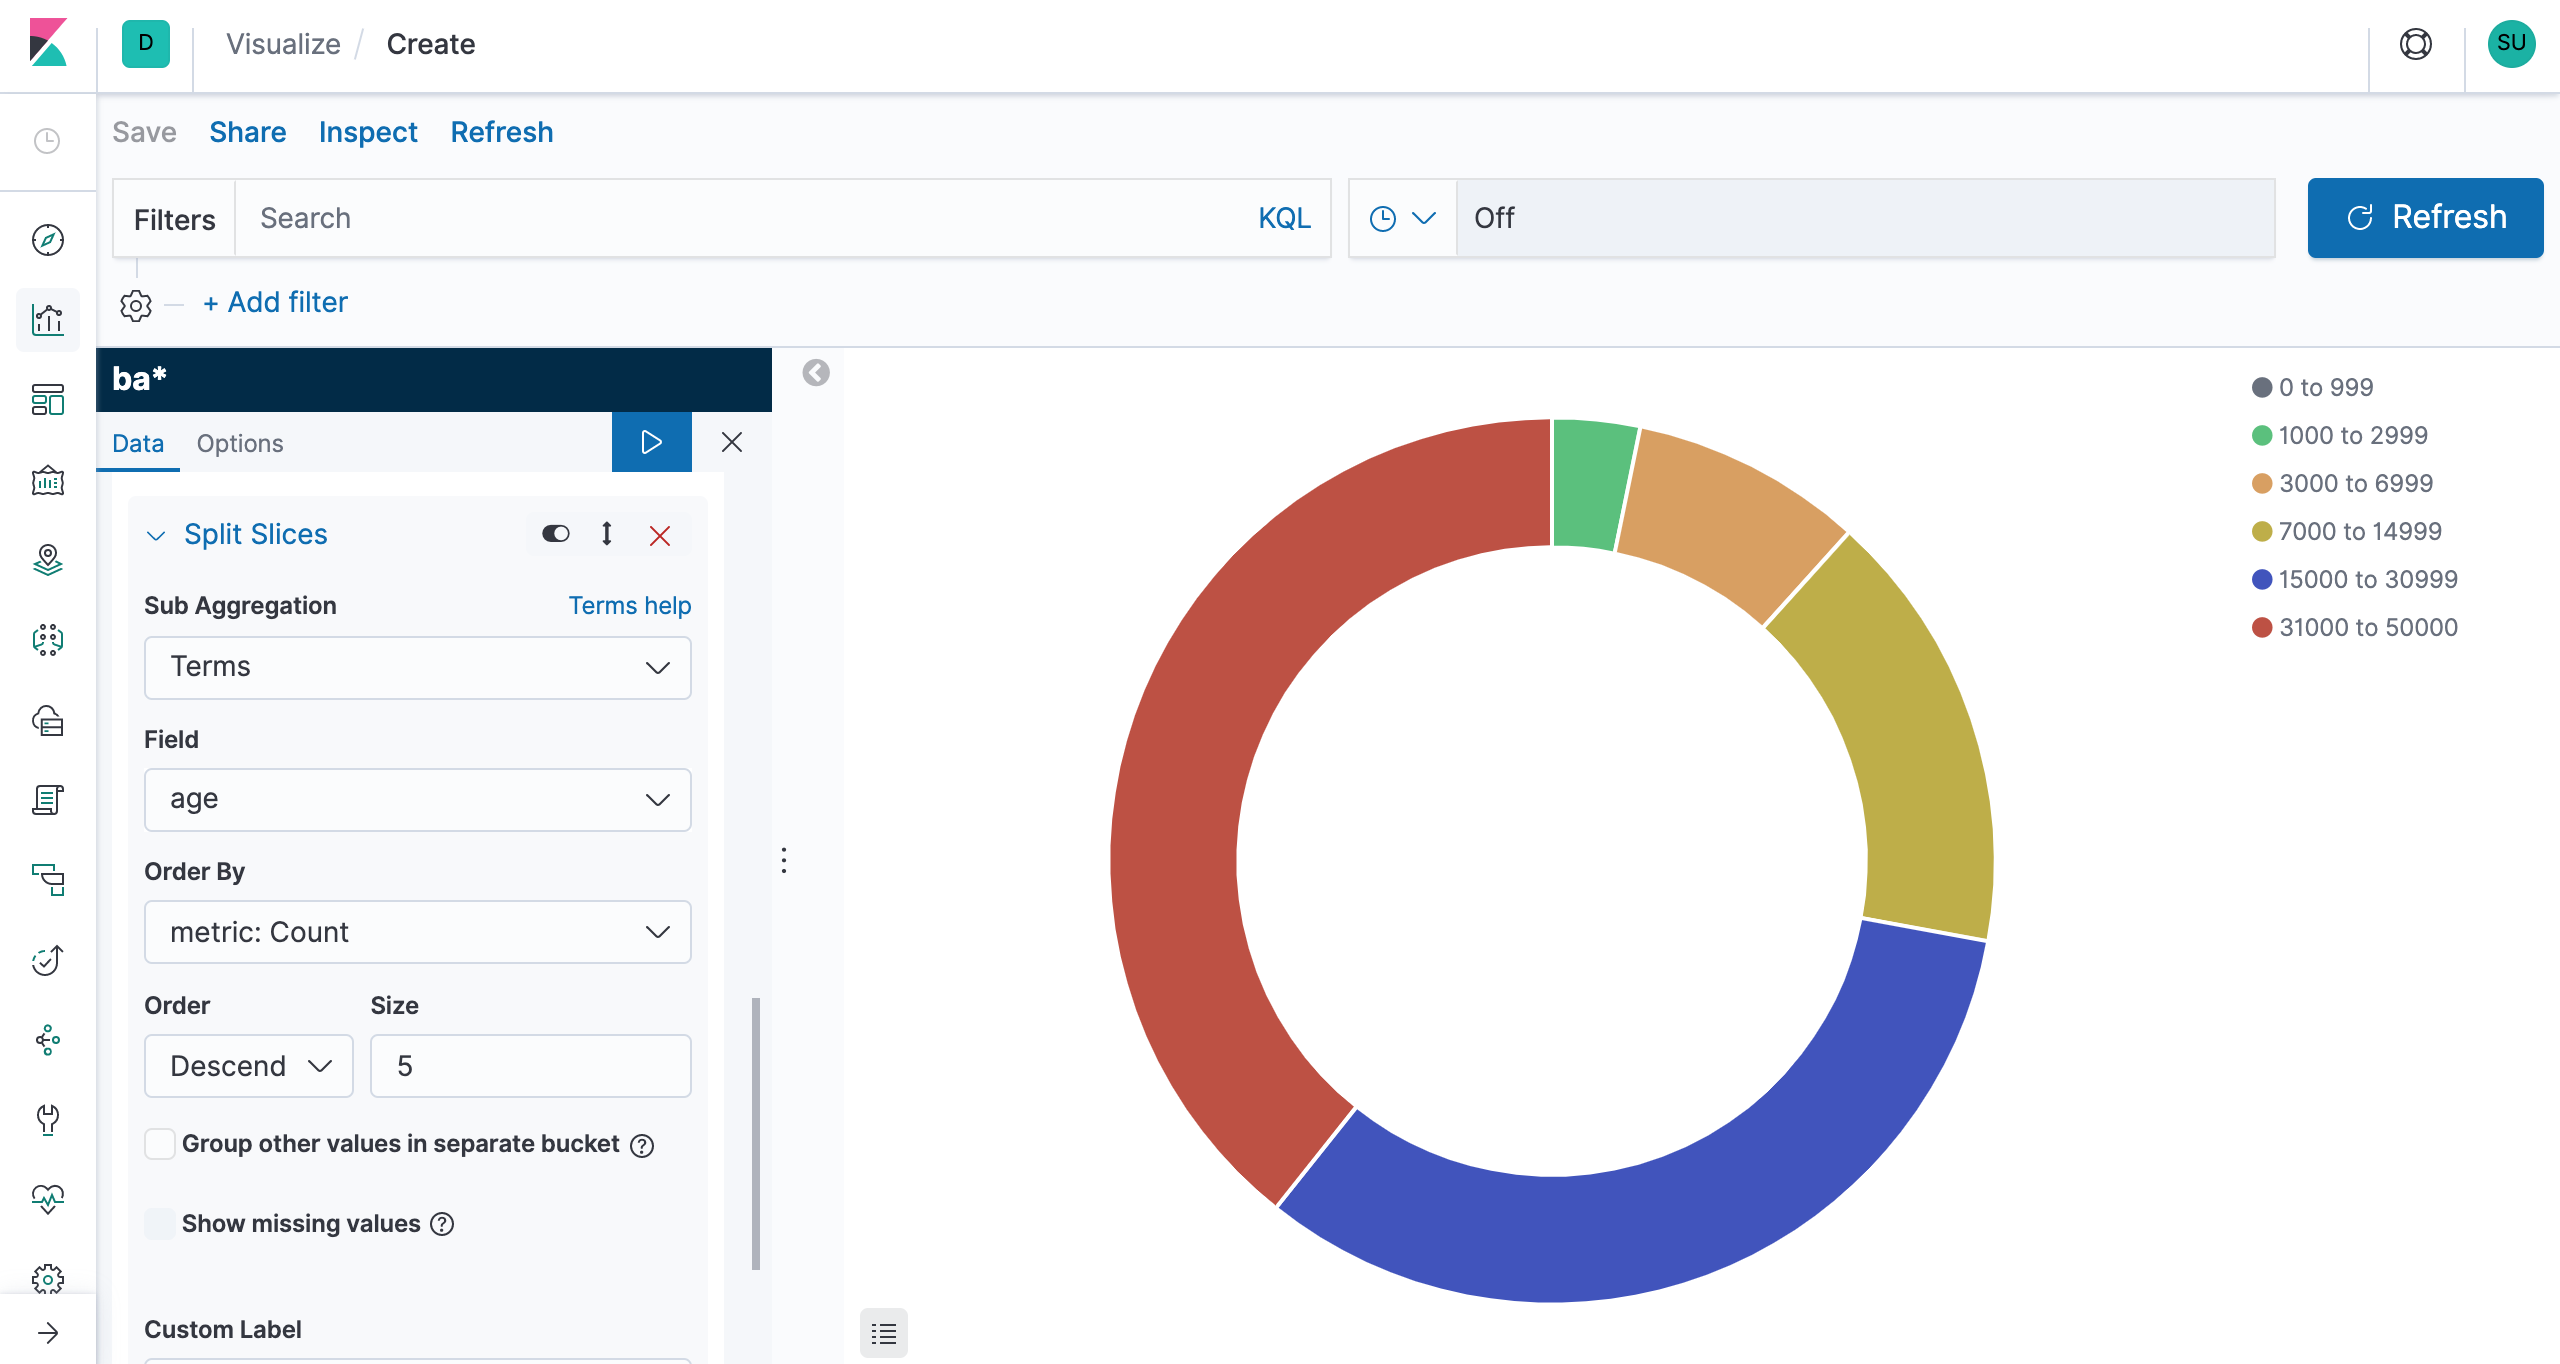 D Visualize / Create SU
Save Share Inspect Refresh
Filters Search KQL Off Refresh
+ Add filter
ba*
Data Options
Split Slices
Sub Aggregation Terms help
Terms
Field
age
Order By
metric: Count
Order Size
Descend 5
Group other values in separate bucket
Show missing values
Custom Label
0 to 999
1000 to 2999
3000 to 6999
7000 to 14999
15000 to 30999
31000 to 50000